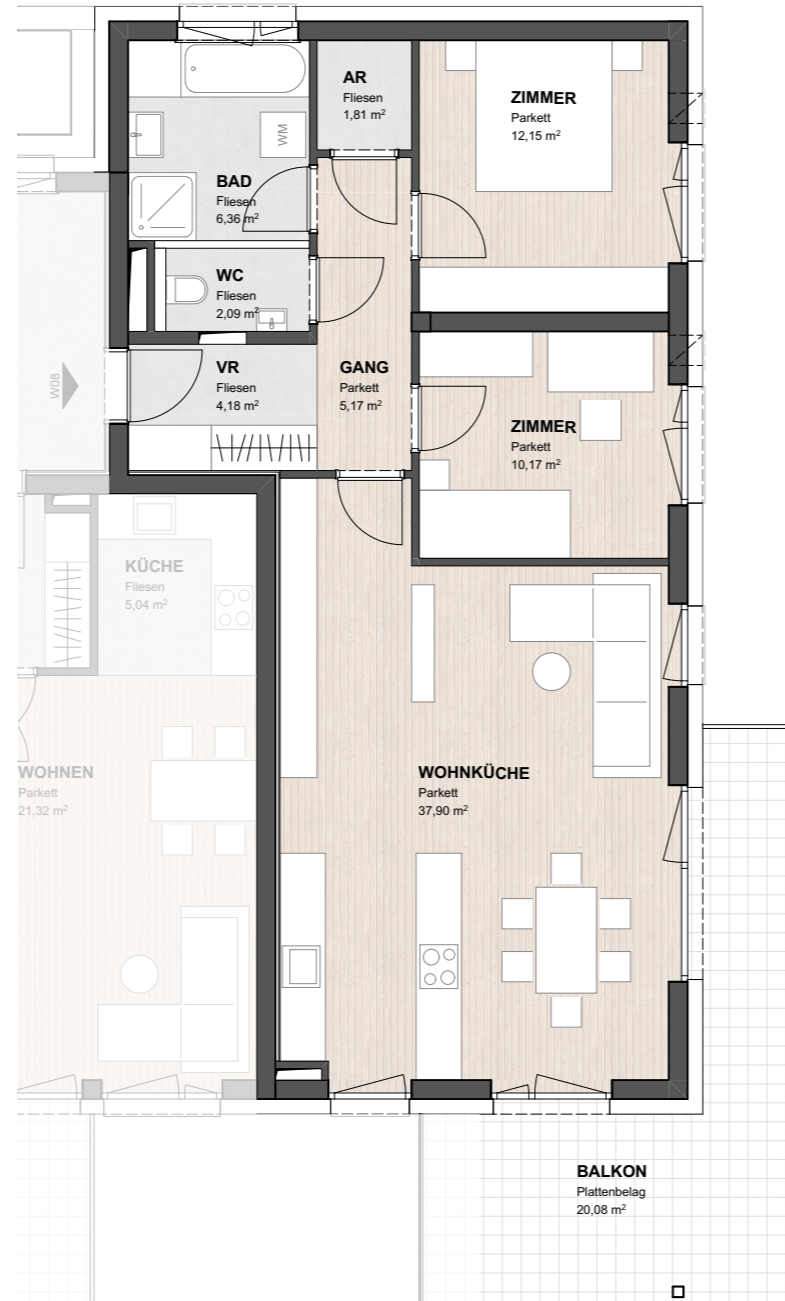 AR
Fliesen
1,81 m²
ZIMMER
Parkett
12,15 m²
WM
BAD
Fliesen
6,36 m²
WC
Fliesen
2,09 m²
VR
Fliesen
4,18 m²
GANG
Parkett
5,17 m²
W08
ZIMMER
Parkett
10,17 m²
KÜCHE
Fliesen
5,04 m²
WOHNEN
Parkett
21,32 m²
WOHNKÜCHE
Parkett
37,90 m²
BALKON
Plattenbelag
20,08 m²